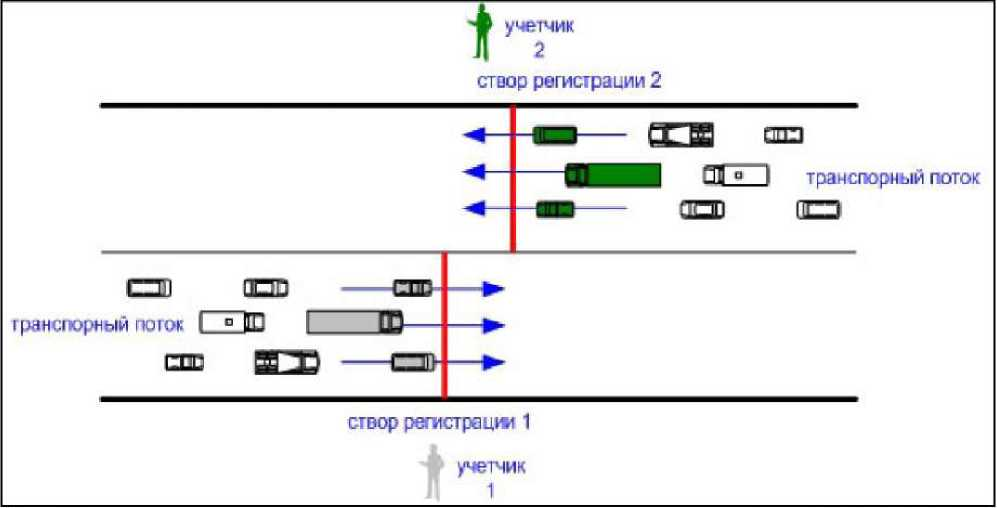 учетчик
2
створ регистрации 2
транспорный поток
транспорный поток
створ регистрации 1
учетчик
1